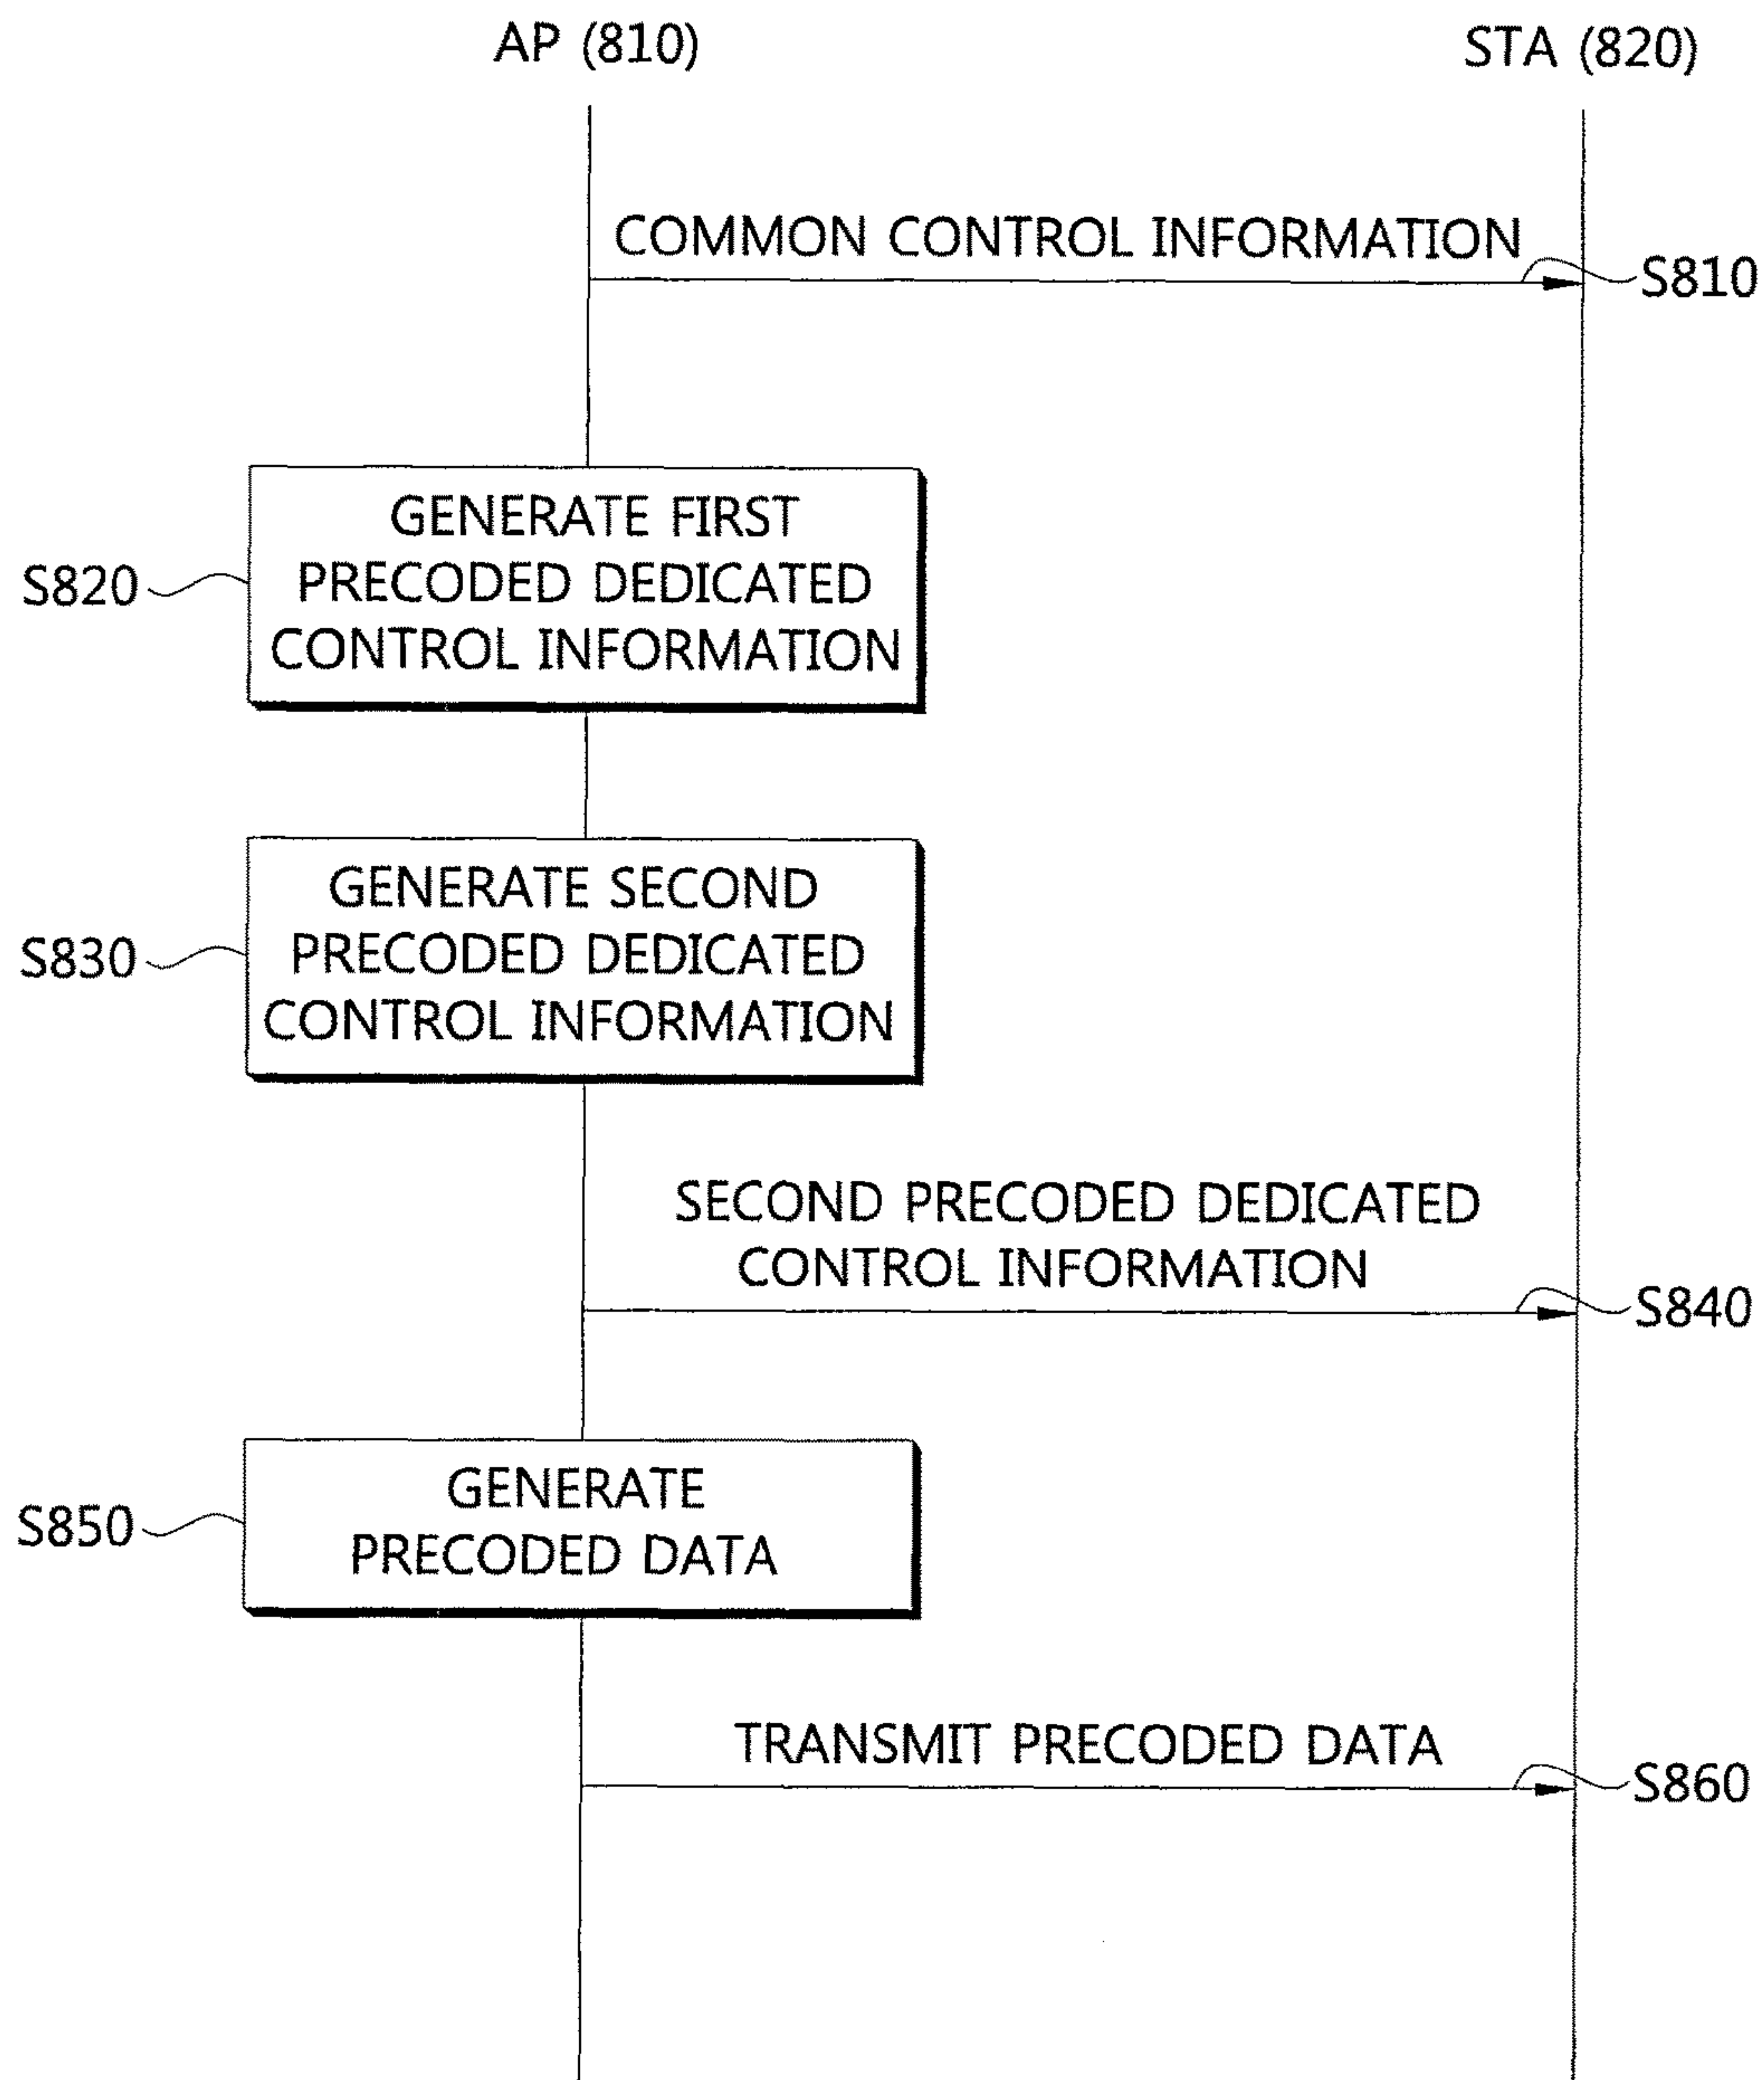 AP (810)
STA (820)
COMMON CONTROL INFORMATION
S810
GENERATE FIRST
PRECODED DEDICATED
CONTROL INFORMATION
S820
GENERATE SECOND
PRECODED DEDICATED
CONTROL INFORMATION
S830
SECOND PRECODED DEDICATED
CONTROL INFORMATION
S840
GENERATE
PRECODED DATA
S850
TRANSMIT PRECODED DATA
S860